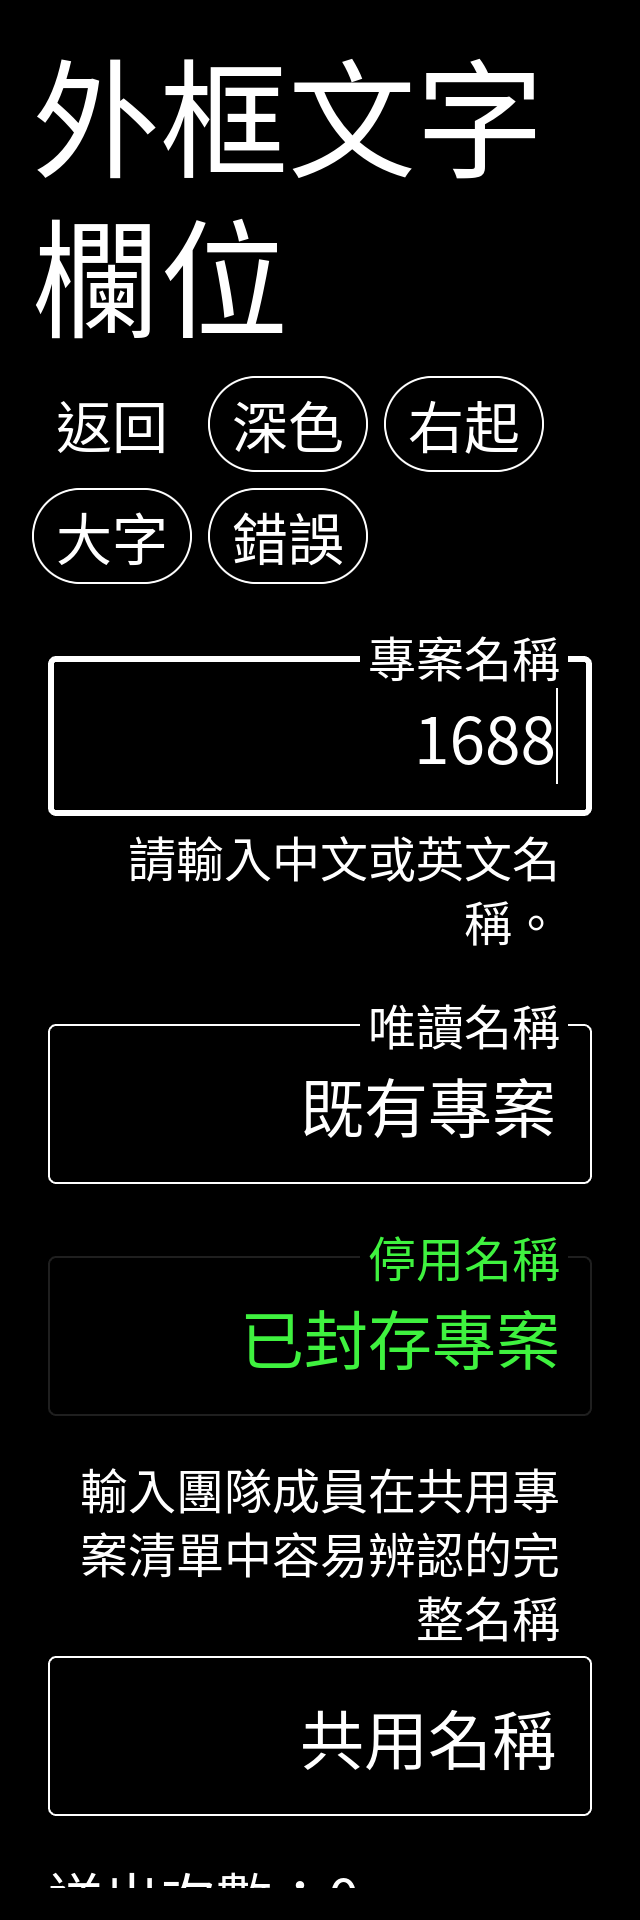 外框文字
欄位
返回
深色
右起
大字
錯誤
專案名稱
1688
請輸入中文或英文名
稱。
唯讀名稱
既有專案
停用名稱
已封存專案
輸入團隊成員在共用專
案清單中容易辨認的完
整名稱
共用名稱